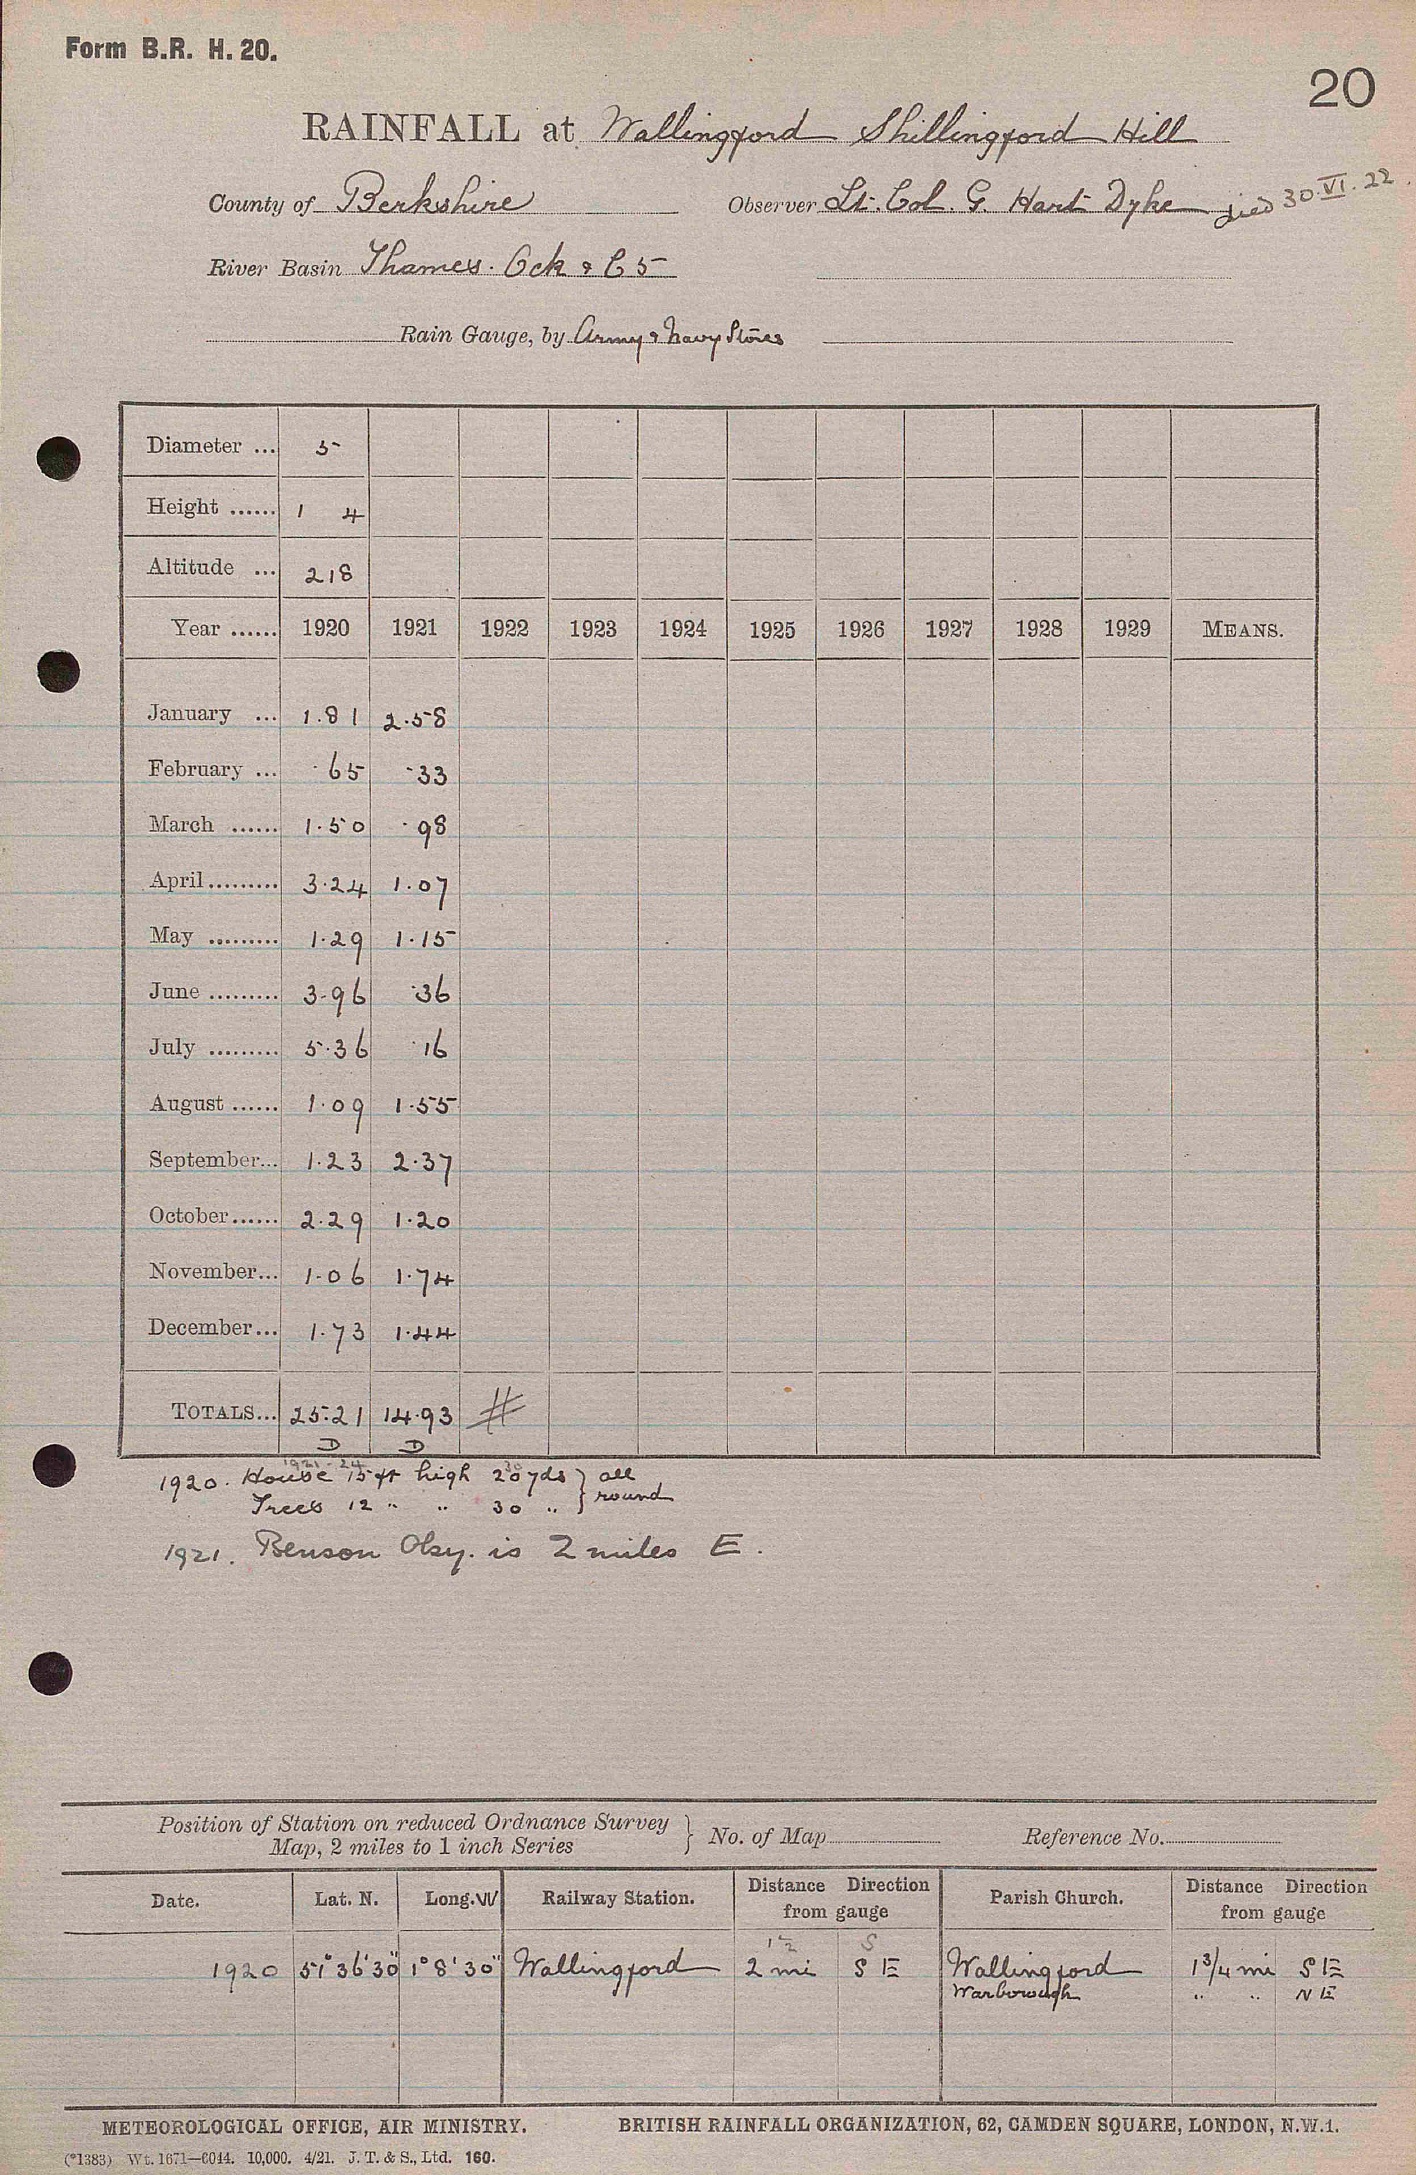 Form B.R. H. 20.
20
RAINFALL at Wallingford Shillingford Hill
County of Berkshire Observer Lt. Col. G. Hart Dyke died 30.VI.22.
River Basin Thames. Ock & C5
Rain Gauge, by Army & Navy Stores
Diameter ... 5
Height ...... 1 4
Altitude ... 218
Year ...... 1920 1921 1922 1923 1924 1925 1926 1927 1928 1929 MEANS.
January ... 1.81 2.58
February ... .65 .33
March ...... 1.50 .98
April ......... 3.24 1.07
May ......... 1.29 1.15
June ......... 3.96 .36
July ......... 5.36 .16
August ...... 1.09 1.55
September... 1.23 2.37
October...... 2.29 1.20
November... 1.06 1.74
December... 1.73 1.44
TOTALS... 25.21 14.93 #
D D
1921 - 24 30
1920. House 15 ft high 20 yds } all
Trees 12 " " 30 " } round
1921. Benson Obsy. is 2 miles E.
Position of Station on reduced Ordnance Survey } No. of Map Reference No.
Map, 2 miles to 1 inch Series
Date. Lat. N. Long. W Railway Station. Distance Direction Parish Church. Distance Direction
from gauge from gauge
1½ S
1920 51° 36' 30" 1° 8' 30" Wallingford 2 mi S E Wallingford 1 3/4 mi S E
Warborough " " N E
METEOROLOGICAL OFFICE, AIR MINISTRY. BRITISH RAINFALL ORGANIZATION, 62, CAMDEN SQUARE, LONDON, N.W.1.
(*1383) Wt. 1671—6044. 10,000. 4/21. J. T. & S., Ltd. 160.